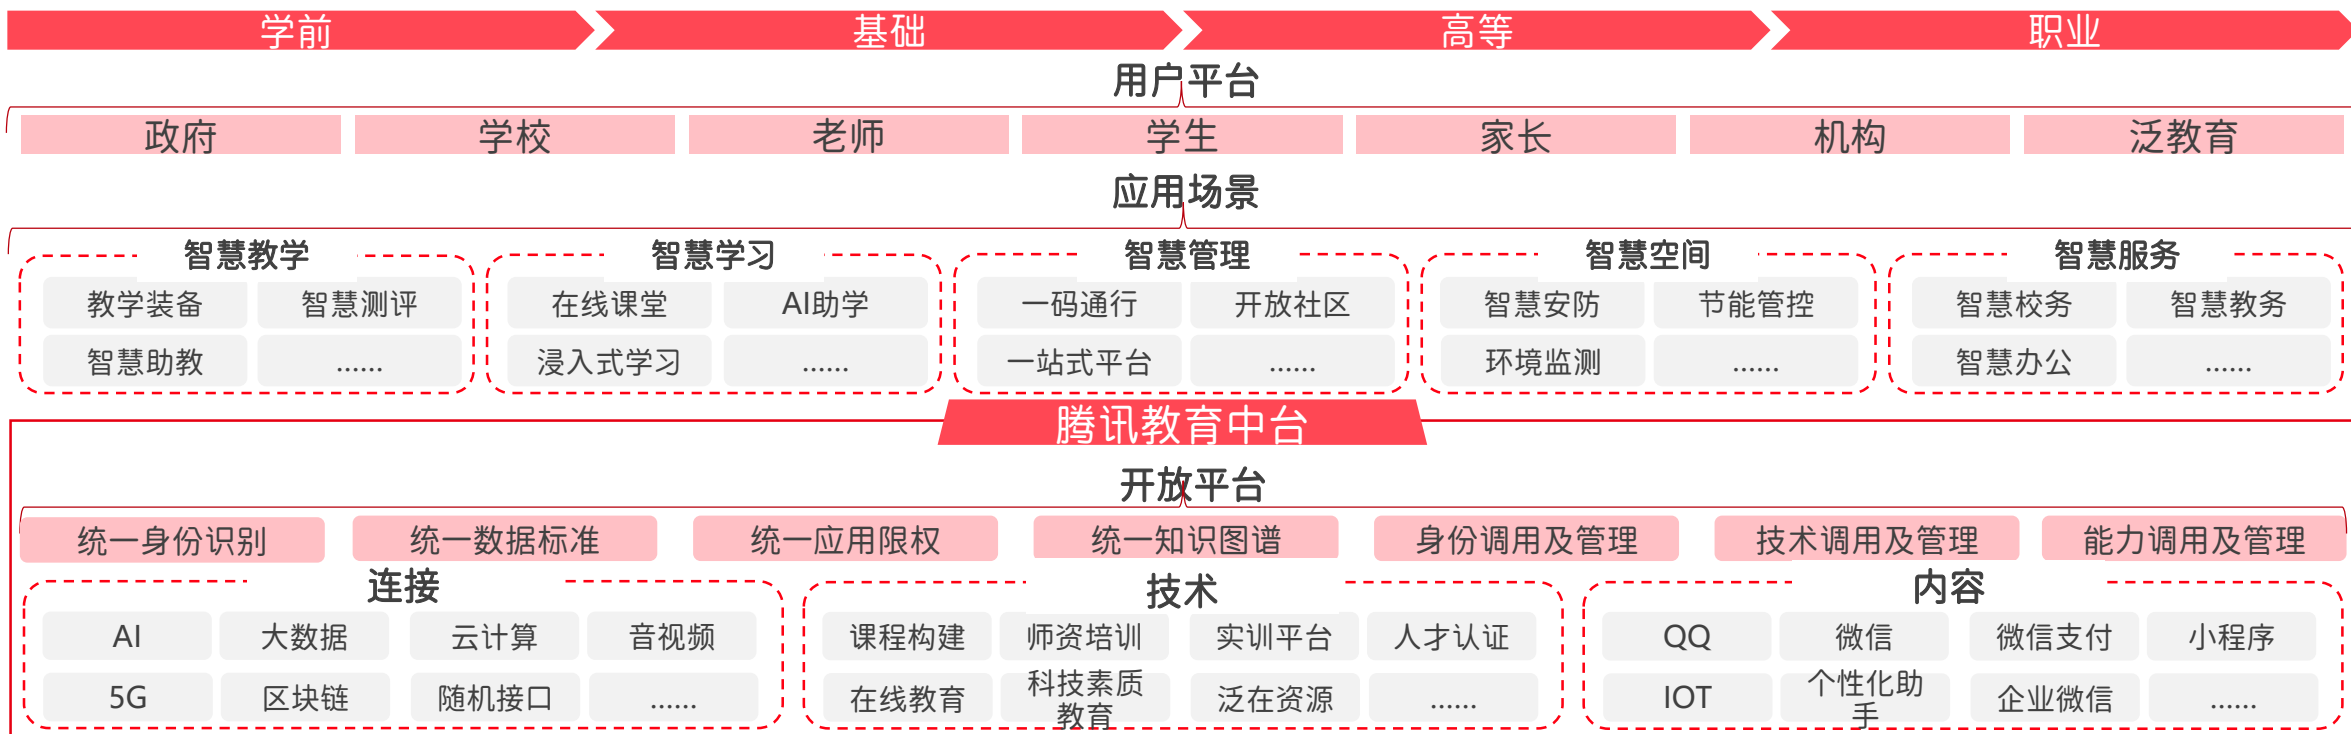 学前 基础 高等 职业
用户平台
政府 学校 老师 学生 家长 机构 泛教育
应用场景
智慧教学 智慧学习 智慧管理 智慧空间 智慧服务
教学装备 智慧测评 在线课堂 AI助学 一码通行 开放社区 智慧安防 节能管控 智慧校务 智慧教务
智慧助教 ...... 浸入式学习 ...... 一站式平台 ...... 环境监测 ...... 智慧办公 ......
腾讯教育中台
开放平台
统一身份识别 统一数据标准 统一应用限权 统一知识图谱 身份调用及管理 技术调用及管理 能力调用及管理
连接 技术 内容
AI 大数据 云计算 音视频 课程构建 师资培训 实训平台 人才认证 QQ 微信 微信支付 小程序
5G 区块链 随机接口 ...... 在线教育 科技素质 泛在资源 ...... IOT 个性化助 企业微信 ......
教育 手